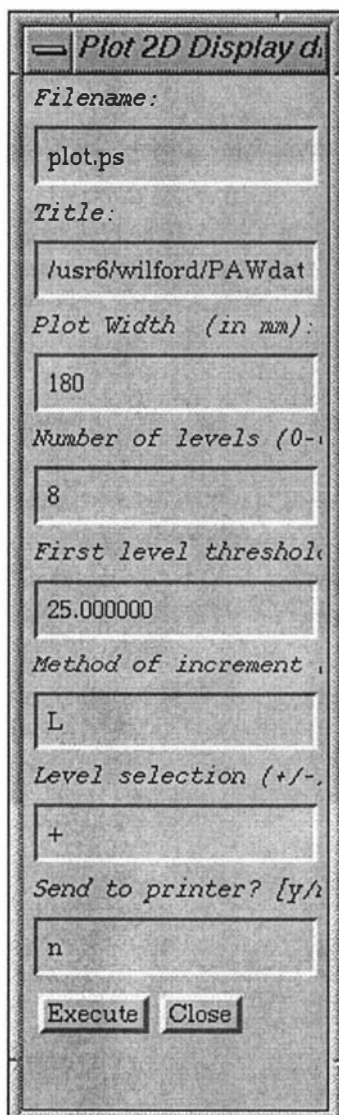 Plot 2D Display d
Filename:
plot.ps
Title:
/usr6/wilford/PAWdat
Plot Width (in mm):
180
Number of levels (0-
8
First level threshol
25.000000
Method of increment
L
Level selection (+/-
+
Send to printer? [y/
n
Execute Close